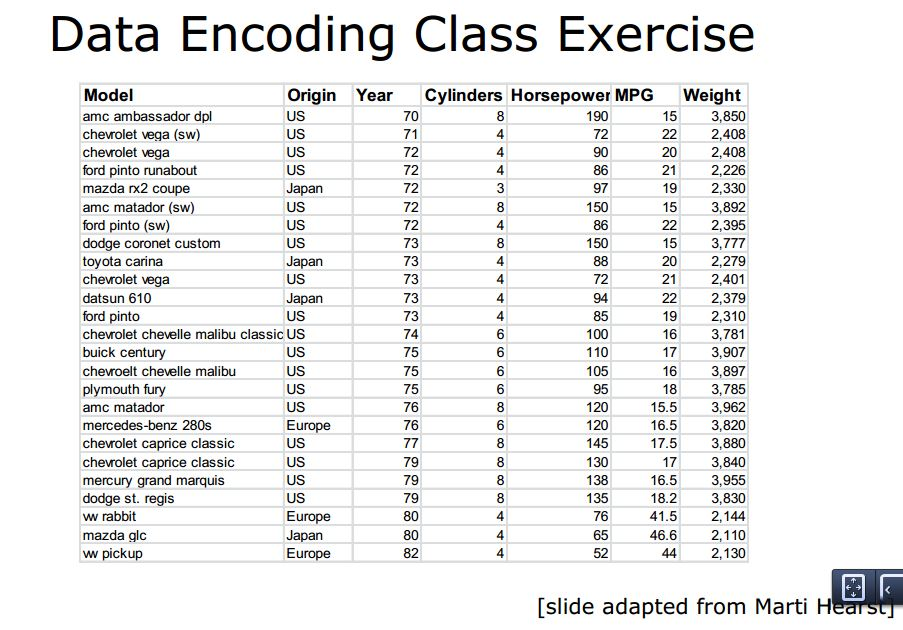 Data Encoding Class Exercise
Model Origin Year Cylinders Horsepower MPG Weight
amc ambassador dpl US 70 8 190 15 3,850
chevrolet vega (sw) US 71 4 72 22 2,408
chevrolet vega US 72 4 90 20 2,408
ford pinto runabout US 72 4 86 21 2,226
mazda rx2 coupe Japan 72 3 97 19 2,330
amc matador (sw) US 72 8 150 15 3,892
ford pinto (sw) US 72 4 86 22 2,395
dodge coronet custom US 73 8 150 15 3,777
toyota carina Japan 73 4 88 20 2,279
chevrolet vega US 73 4 72 21 2,401
datsun 610 Japan 73 4 94 22 2,379
ford pinto US 73 4 85 19 2,310
chevrolet chevelle malibu classic US 74 6 100 16 3,781
buick century US 75 6 110 17 3,907
chevroelt chevelle malibu US 75 6 105 16 3,897
plymouth fury US 75 6 95 18 3,785
amc matador US 76 8 120 15.5 3,962
mercedes-benz 280s Europe 76 6 120 16.5 3,820
chevrolet caprice classic US 77 8 145 17.5 3,880
chevrolet caprice classic US 79 8 130 17 3,840
mercury grand marquis US 79 8 138 16.5 3,955
dodge st. regis US 79 8 135 18.2 3,830
vw rabbit Europe 80 4 76 41.5 2,144
mazda glc Japan 80 4 65 46.6 2,110
vw pickup Europe 82 4 52 44 2,130
[slide adapted from Marti Hearst]